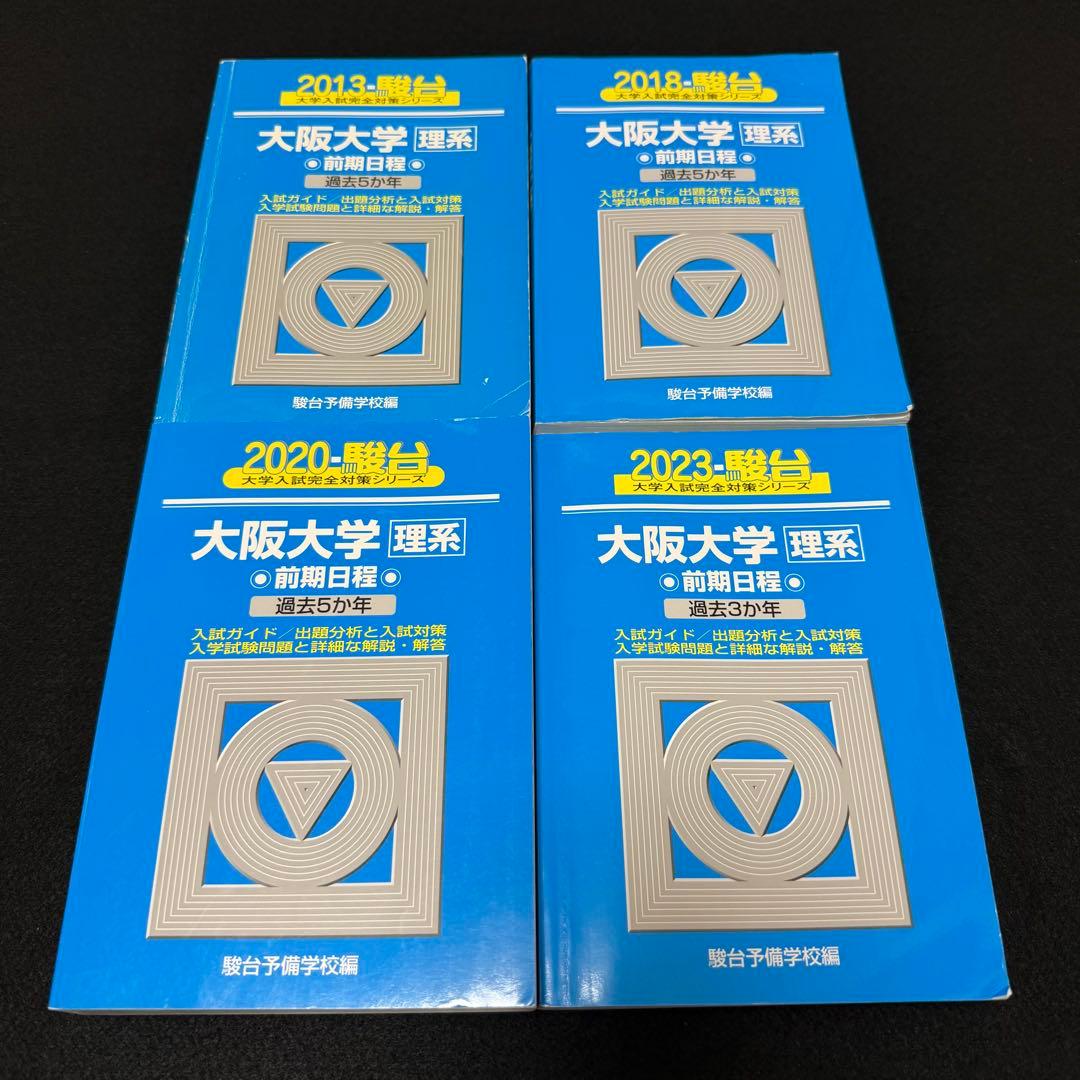 2013-駿台
大学入試完全対策シリーズ
大阪大学 理系
前期日程
過去5か年
入試ガイド/出題分析と入試対策
入学試験問題と詳細な解説・解答
駿台予備学校編
2018-駿台
大学入試完全対策シリーズ
大阪大学 理系
前期日程
過去5か年
入試ガイド/出題分析と入試対策
入学試験問題と詳細な解説・解答
駿台予備学校編
2020-駿台
大学入試完全対策シリーズ
大阪大学 理系
前期日程
過去5か年
入試ガイド/出題分析と入試対策
入学試験問題と詳細な解説・解答
駿台予備学校編
2023-駿台
大学入試完全対策シリーズ
大阪大学 理系
前期日程
過去3か年
入試ガイド/出題分析と入試対策
入学試験問題と詳細な解説・解答
駿台予備学校編